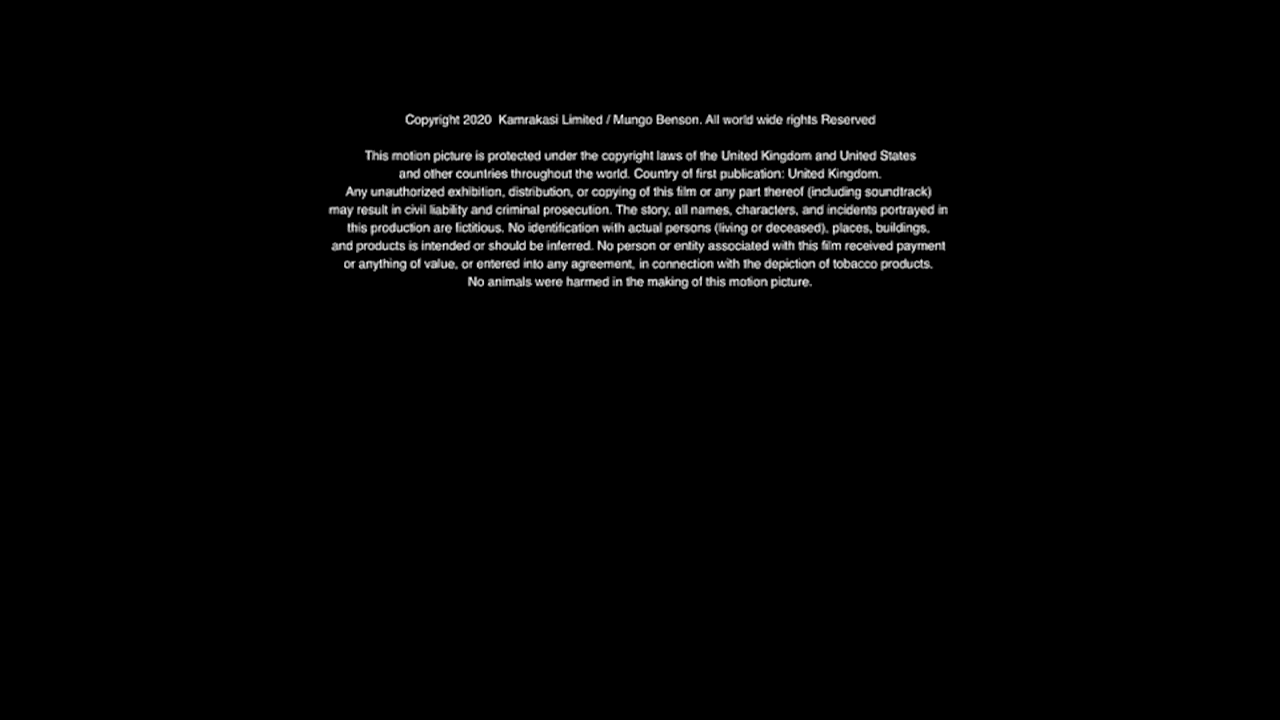 Copyright 2020 Kamrakasi Limited / Mungo Benson. All world wide rights Reserved
This motion picture is protected under the copyright laws of the United Kingdom and United States
and other countries throughout the world. Country of first publication: United Kingdom.
Any unauthorized exhibition, distribution, or copying of this film or any part thereof (including soundtrack)
may result in civil liability and criminal prosecution. The story, all names, characters, and incidents portrayed in
this production are fictitious. No identification with actual persons (living or deceased), places, buildings,
and products is intended or should be inferred. No person or entity associated with this film received payment
or anything of value, or entered into any agreement, in connection with the depiction of tobacco products.
No animals were harmed in the making of this motion picture.